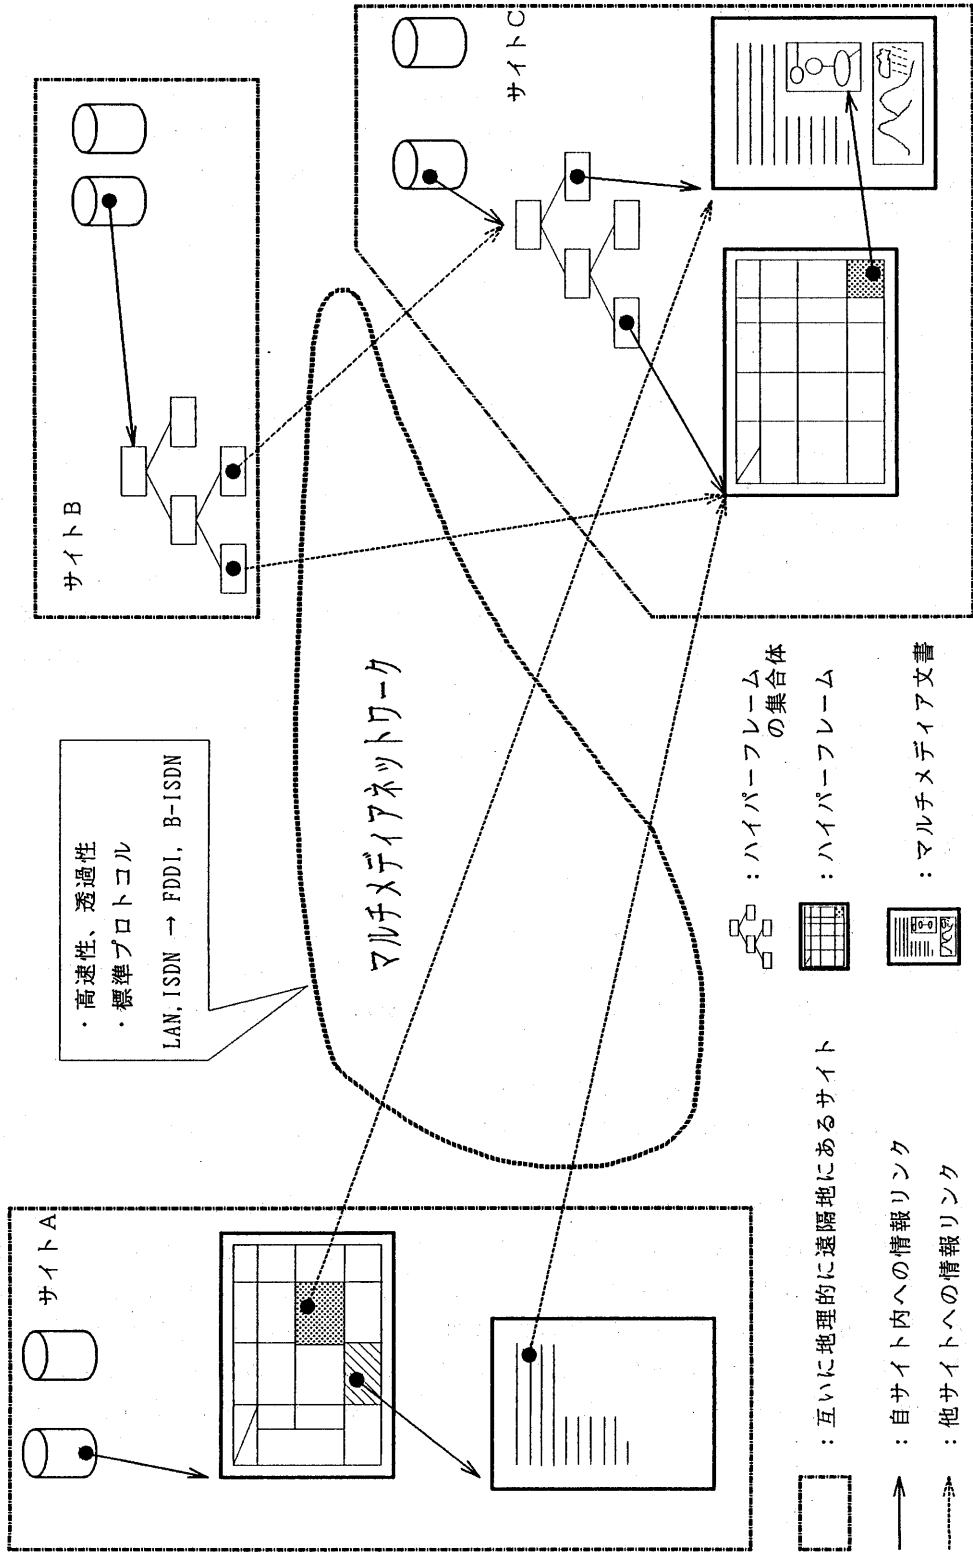 サイトA
・高速性、透過性
・標準プロトコル
LAN,ISDN → FDDI, B-ISDN
サイトB
マルチメディアネットワーク
サイトC
：互いに地理的に遠隔地にあるサイト
：自サイト内への情報リンク
：他サイトへの情報リンク
：ハイパーフレーム
の集合体
：ハイパーフレーム
：マルチメディア文書